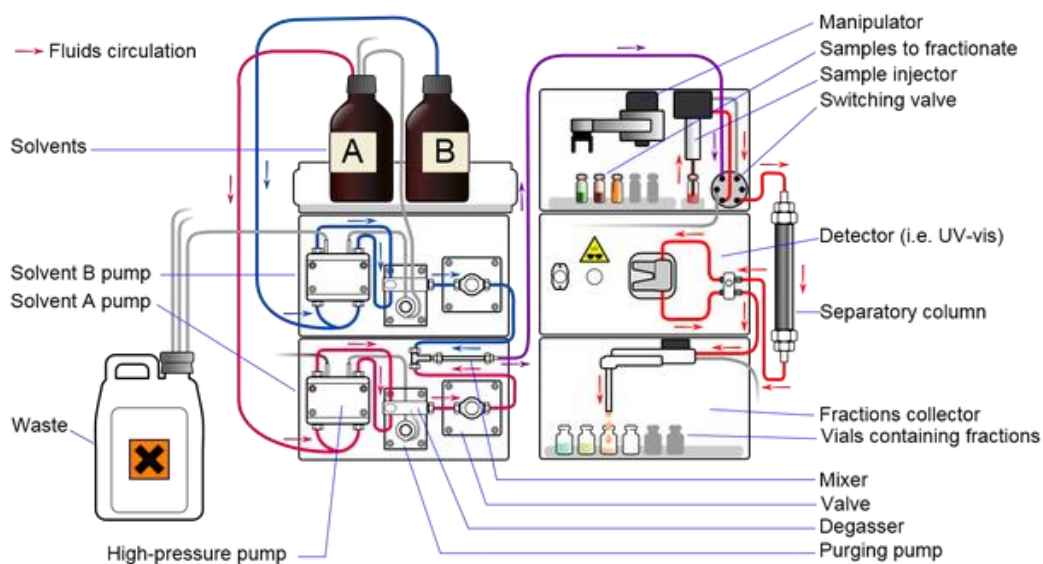 Fluids circulation
Solvents
A
B
Solvent B pump
Solvent A pump
Waste
High-pressure pump
Manipulator
Samples to fractionate
Sample injector
Switching valve
Detector (i.e. UV-vis)
Separatory column
Fractions collector
Vials containing fractions
Mixer
Valve
Degasser
Purging pump